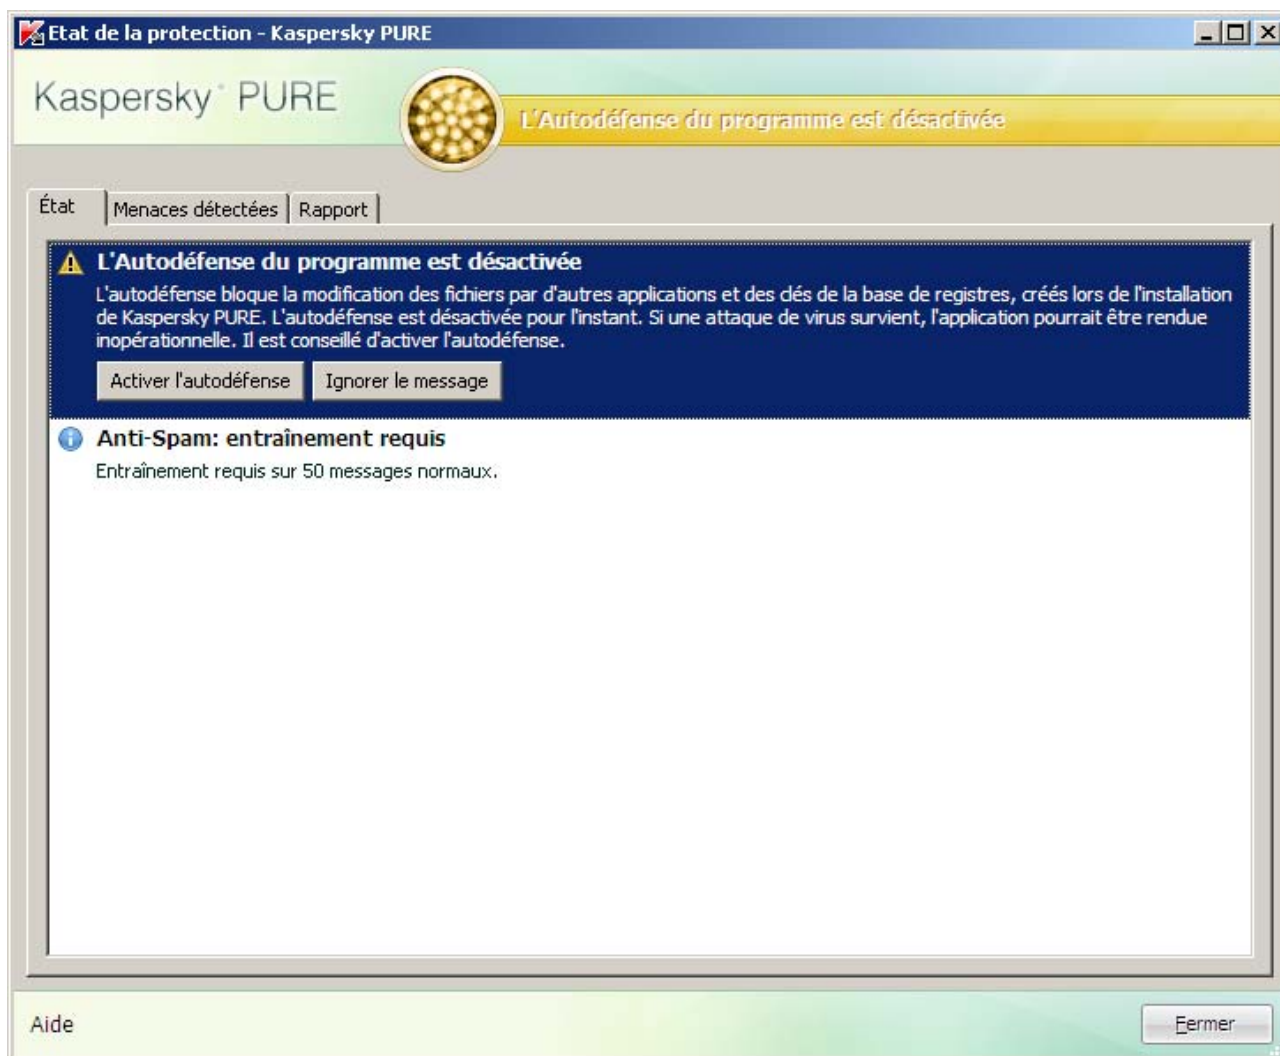 Etat de la protection - Kaspersky PURE
Kaspersky PURE
L'Autodéfense du programme est désactivée
État
Menaces détectées
Rapport
L'Autodéfense du programme est désactivée
L'autodéfense bloque la modification des fichiers par d'autres applications et des clés de la base de registres, créés lors de l'installation
de Kaspersky PURE. L'autodéfense est désactivée pour l'instant. Si une attaque de virus survient, l'application pourrait être rendue
inopérationnelle. Il est conseillé d'activer l'autodéfense.
Activer l'autodéfense
Ignorer le message
Anti-Spam: entraînement requis
Entraînement requis sur 50 messages normaux.
Aide
Fermer